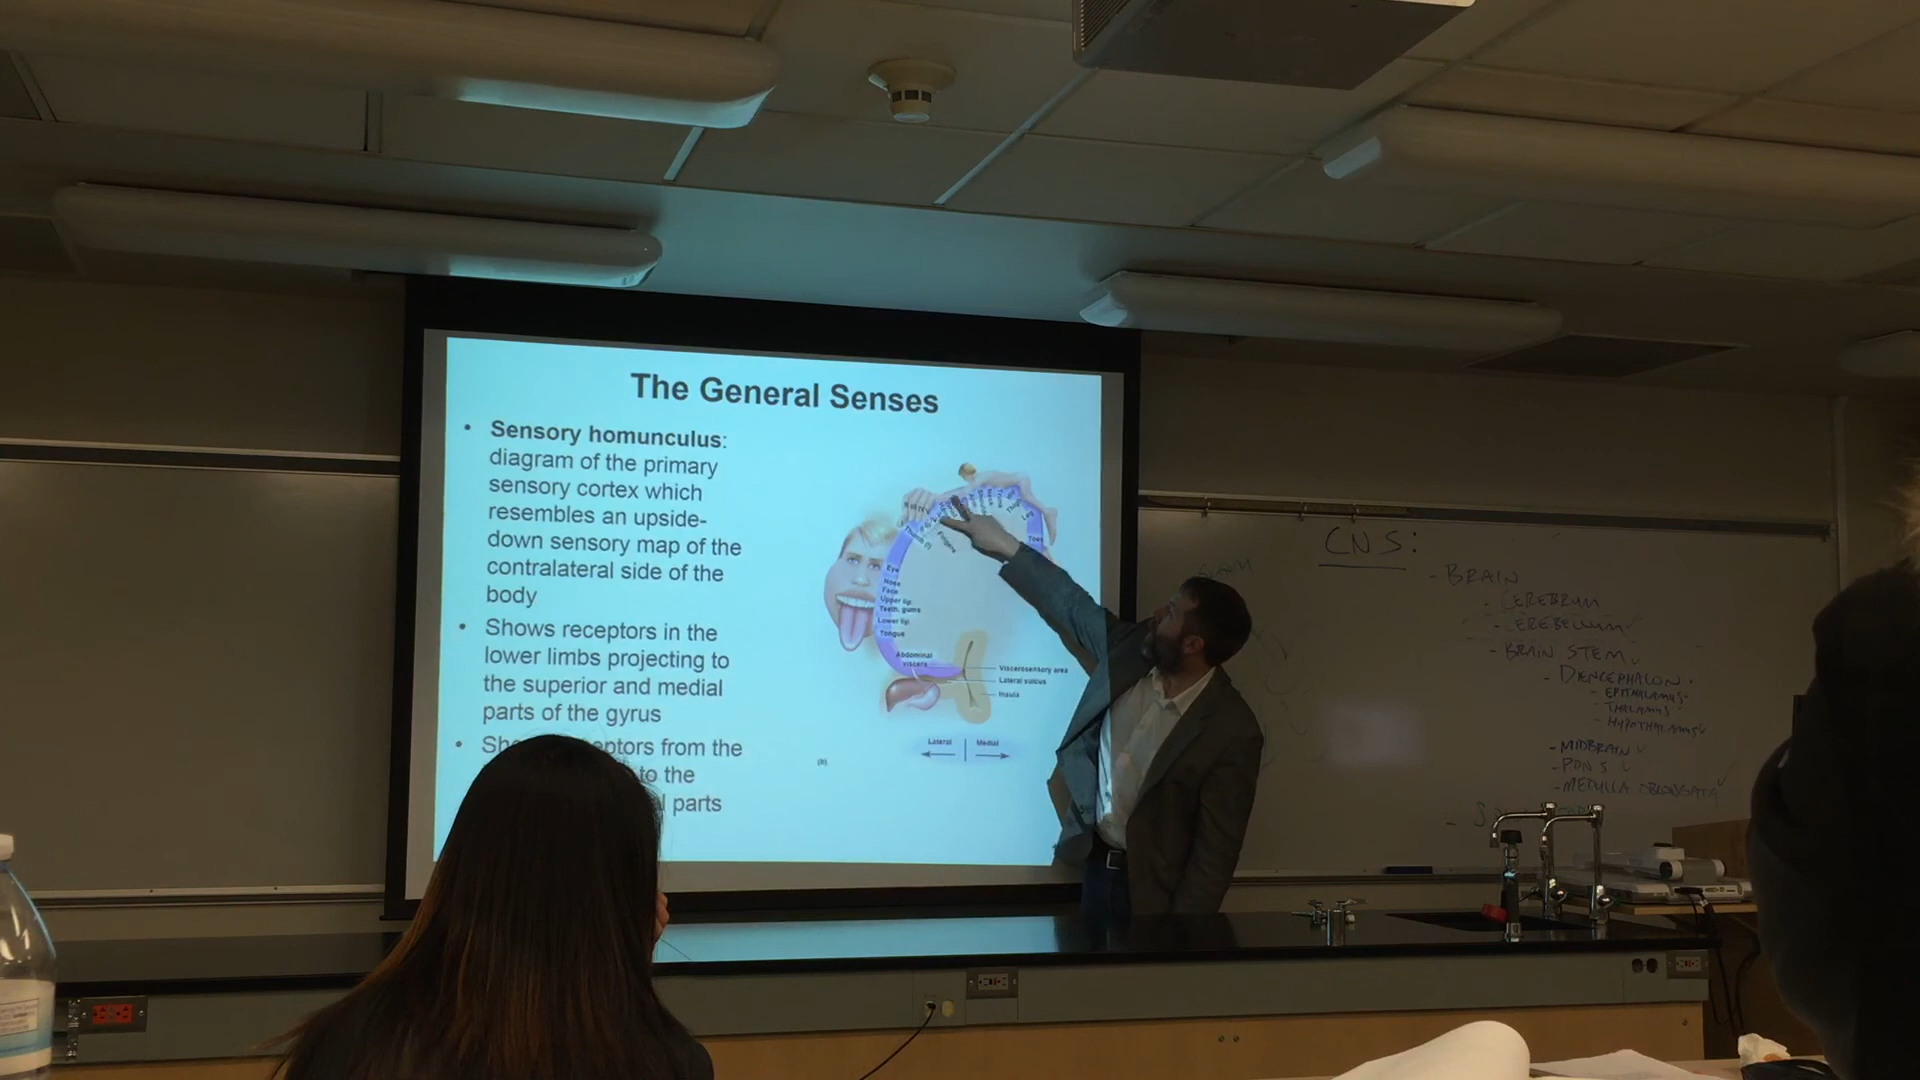 The General Senses
• Sensory homunculus:
diagram of the primary
sensory cortex which
resembles an upside-
down sensory map of the
contralateral side of the
body
• Shows receptors in the
lower limbs projecting to
the superior and medial
parts of the gyrus
• from the
to the
parts
Leg
Toes
Fingers
Thumb (I)
Eye
Nose
Face
Upper lip
Teeth, gums
Lower lip
Tongue
Abdominal
viscera
Viscerosensory area
Lateral sulcus
Insula
Lateral Medial
(b)
CNS:
- BRAIN
- CEREBRUM
- CEREBELLUM
- BRAIN STEM
- DIENCEPHALON
- EPITHALAMUS
- THALAMUS
- HYPOTHALAMUS
- MIDBRAIN
- PONS
- MEDULLA OBLONGATA